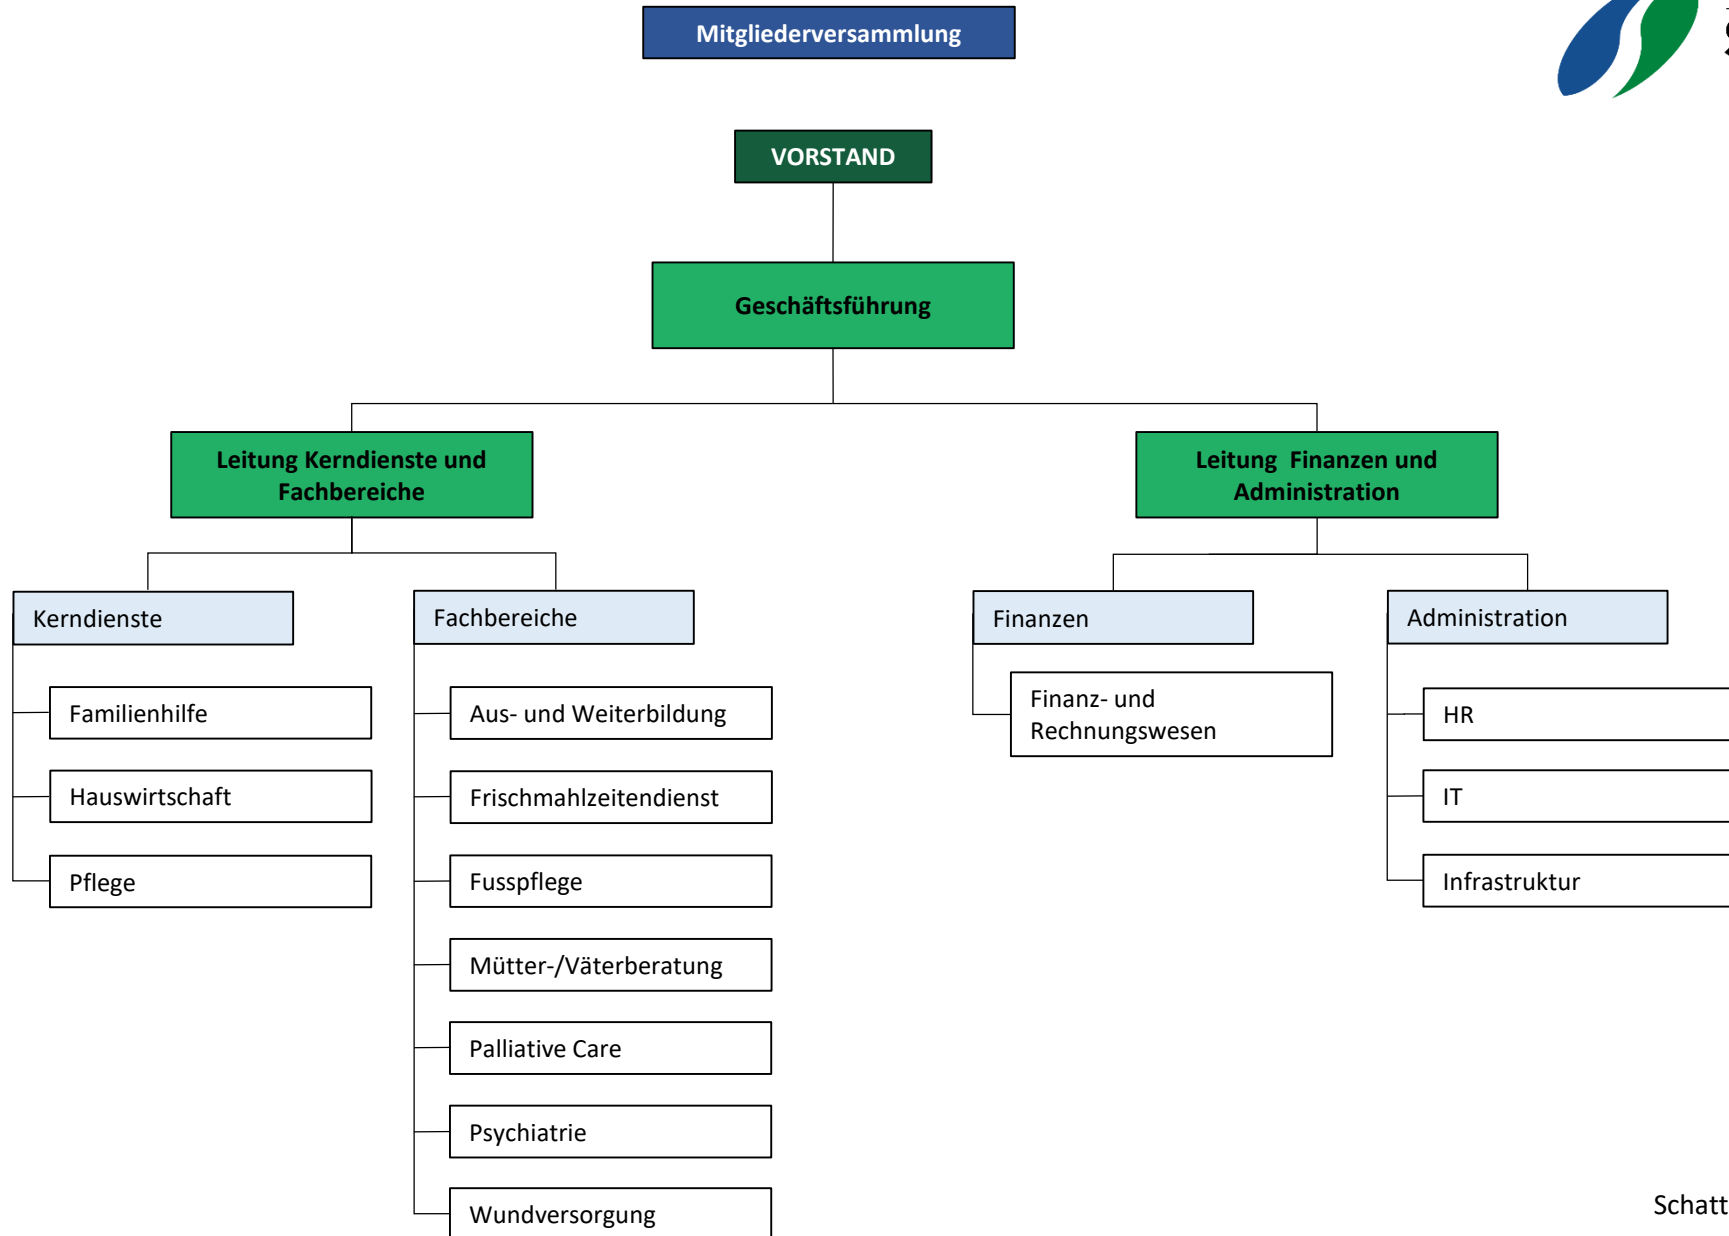 Mitgliederversammlung
VORSTAND
Geschäftsführung
Leitung Kerndienste und
Fachbereiche
Leitung  Finanzen und
Administration
Kerndienste
Familienhilfe
Hauswirtschaft
Pflege
Fachbereiche
Aus- und Weiterbildung
Frischmahlzeitendienst
Fusspflege
Mütter-/Väterberatung
Palliative Care
Psychiatrie
Wundversorgung
Finanzen
Finanz- und
Rechnungswesen
Administration
HR
IT
Infrastruktur
Schatt